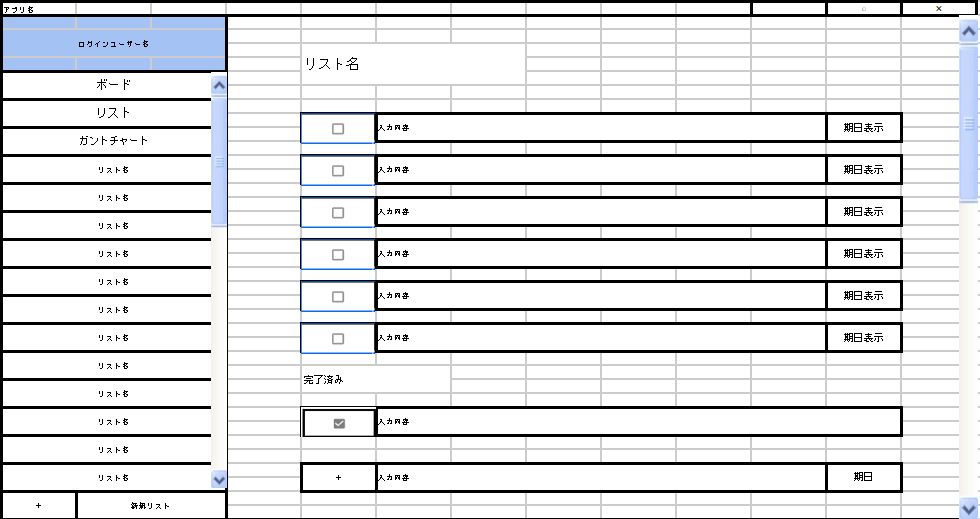 アプリ名
□
×
ログインユーザー名
ボード
リスト
ガントチャート
リスト名
リスト名
リスト名
リスト名
リスト名
リスト名
リスト名
リスト名
リスト名
リスト名
リスト名
リスト名
+
新規リスト
リスト名
入力内容
期日表示
入力内容
期日表示
入力内容
期日表示
入力内容
期日表示
入力内容
期日表示
入力内容
期日表示
完了済み
入力内容
+
入力内容
期日